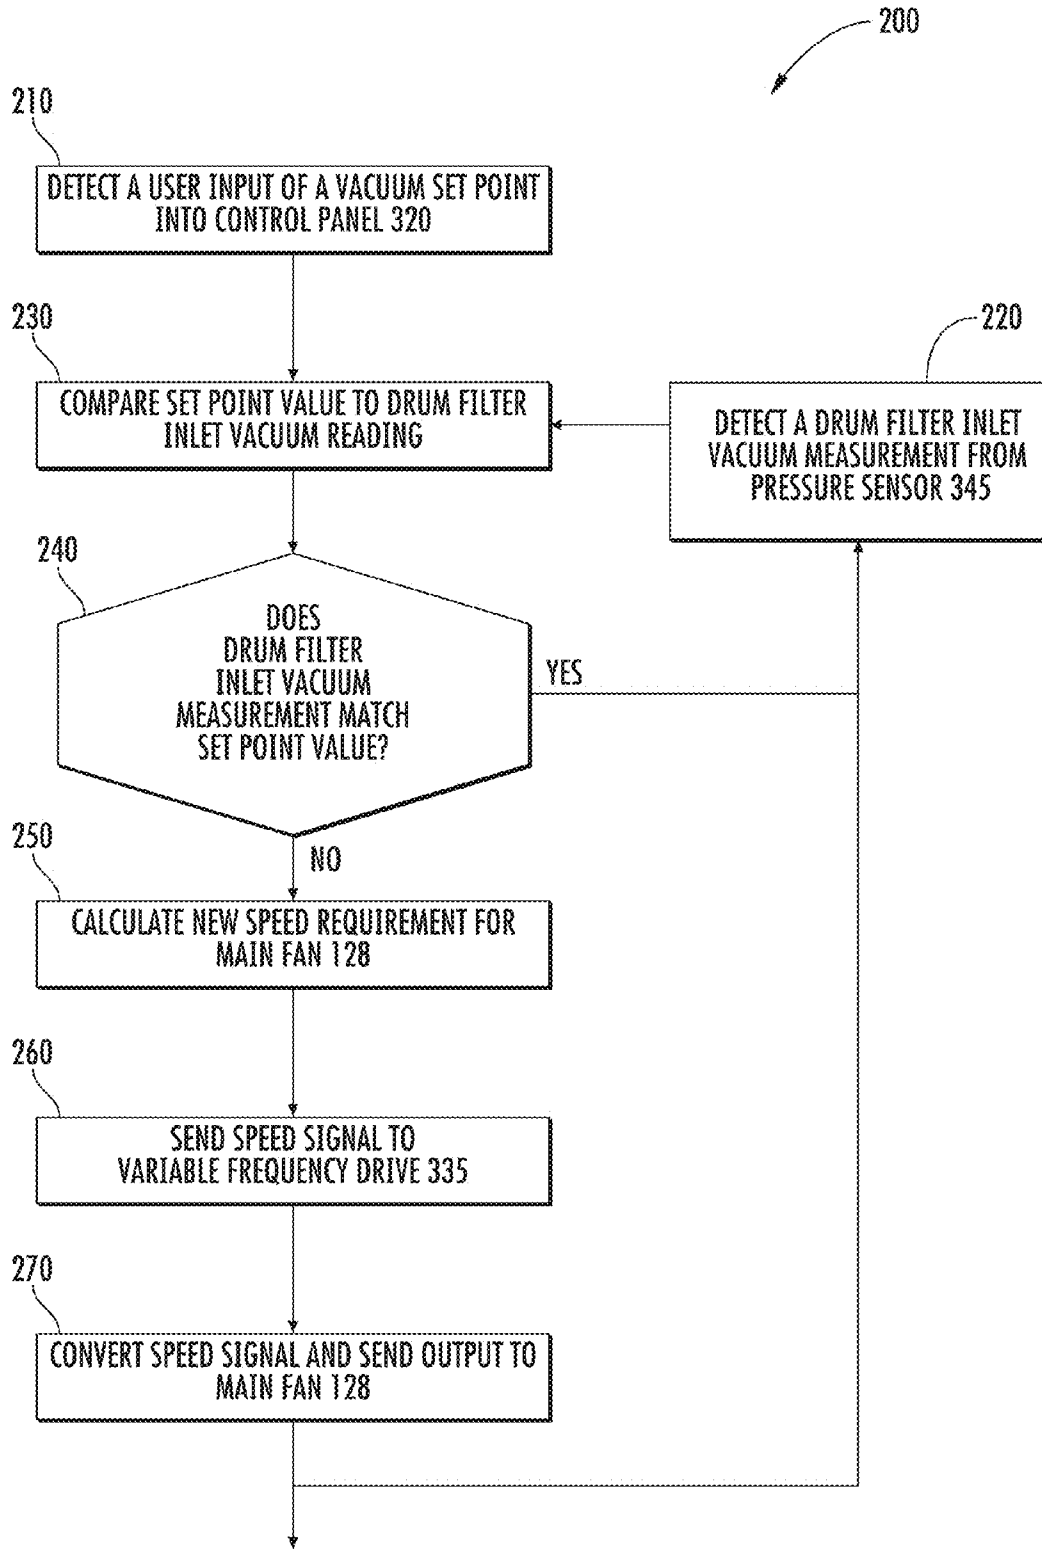 200
210
DETECT A USER INPUT OF A VACUUM SET POINT
INTO CONTROL PANEL 320
230
COMPARE SET POINT VALUE TO DRUM FILTER
INLET VACUUM READING
220
DETECT A DRUM FILTER INLET
VACUUM MEASUREMENT FROM
PRESSURE SENSOR 345
240
DOES
DRUM FILTER
INLET VACUUM
MEASUREMENT MATCH
SET POINT VALUE?
YES
NO
250
CALCULATE NEW SPEED REQUIREMENT FOR
MAIN FAN 128
260
SEND SPEED SIGNAL TO
VARIABLE FREQUENCY DRIVE 335
270
CONVERT SPEED SIGNAL AND SEND OUTPUT TO
MAIN FAN 128